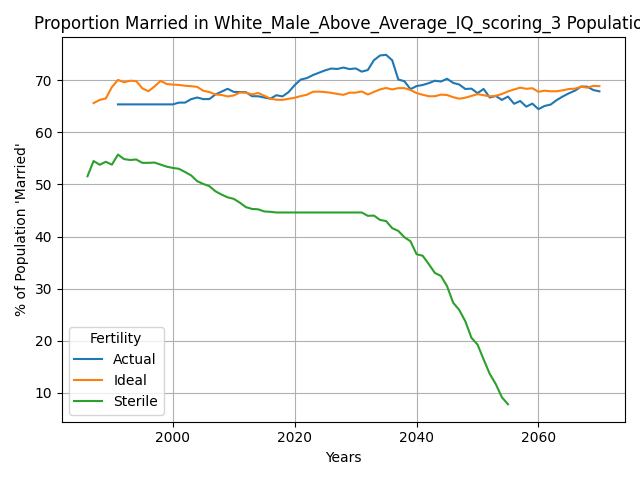 Proportion Married in White_Male_Above_Average_IQ_scoring_3 Populatio
% of Population 'Married'
70
60
50
40
30
20
10
Fertility
Actual
Ideal
Sterile
2000 2020 2040 2060
Years